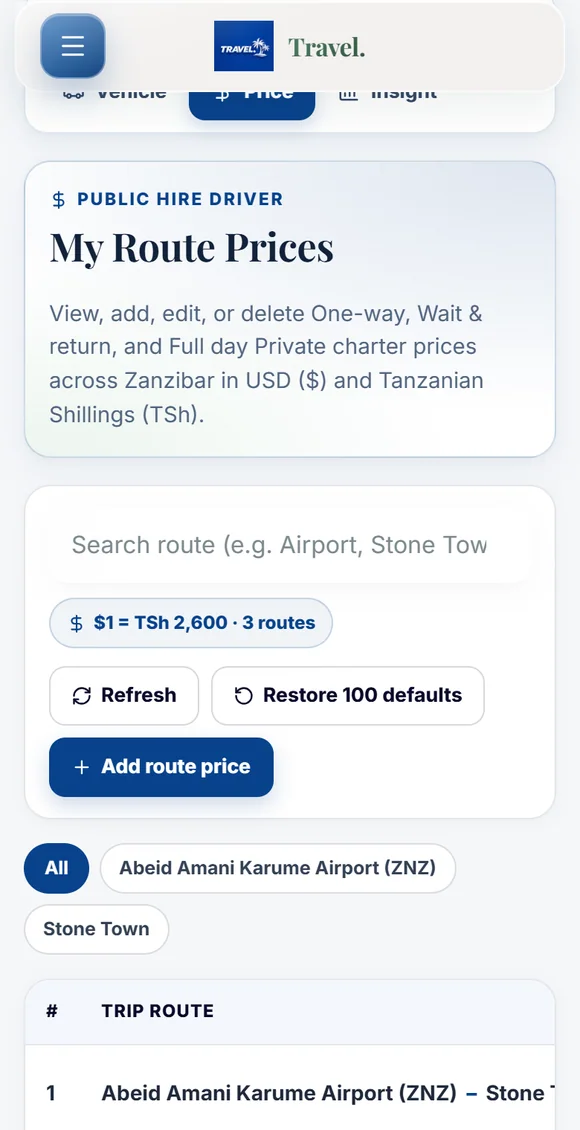 TRAVEL.
Travel.
Vehicle
Price
Insight
PUBLIC HIRE DRIVER
My Route Prices
View, add, edit, or delete One-way, Wait &
return, and Full day Private charter prices
across Zanzibar in USD ($) and Tanzanian
Shillings (TSh).
Search route (e.g. Airport, Stone Tow
$1 = TSh 2,600 · 3 routes
Refresh
Restore 100 defaults
+ Add route price
All
Abeid Amani Karume Airport (ZNZ)
Stone Town
# TRIP ROUTE
1 Abeid Amani Karume Airport (ZNZ) – Stone